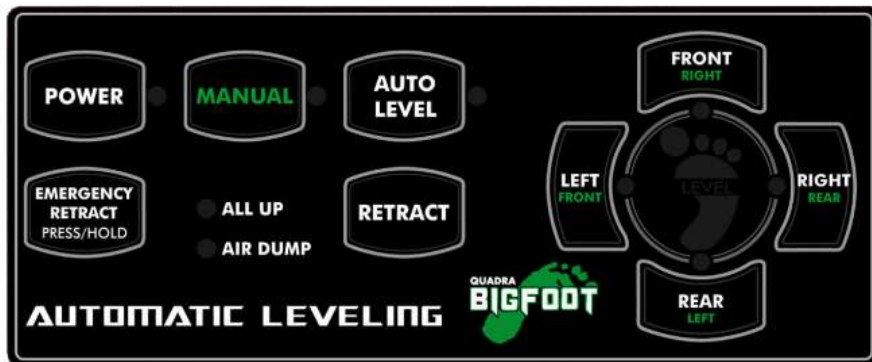 POWER
MANUAL
AUTO
LEVEL
FRONT
RIGHT
EMERGENCY
RETRACT
PRESS/HOLD
ALL UP
AIR DUMP
RETRACT
LEFT
FRONT
LEVEL
RIGHT
REAR
REAR
LEFT
AUTOMATIC LEVELING
QUADRA
BIGFOOT